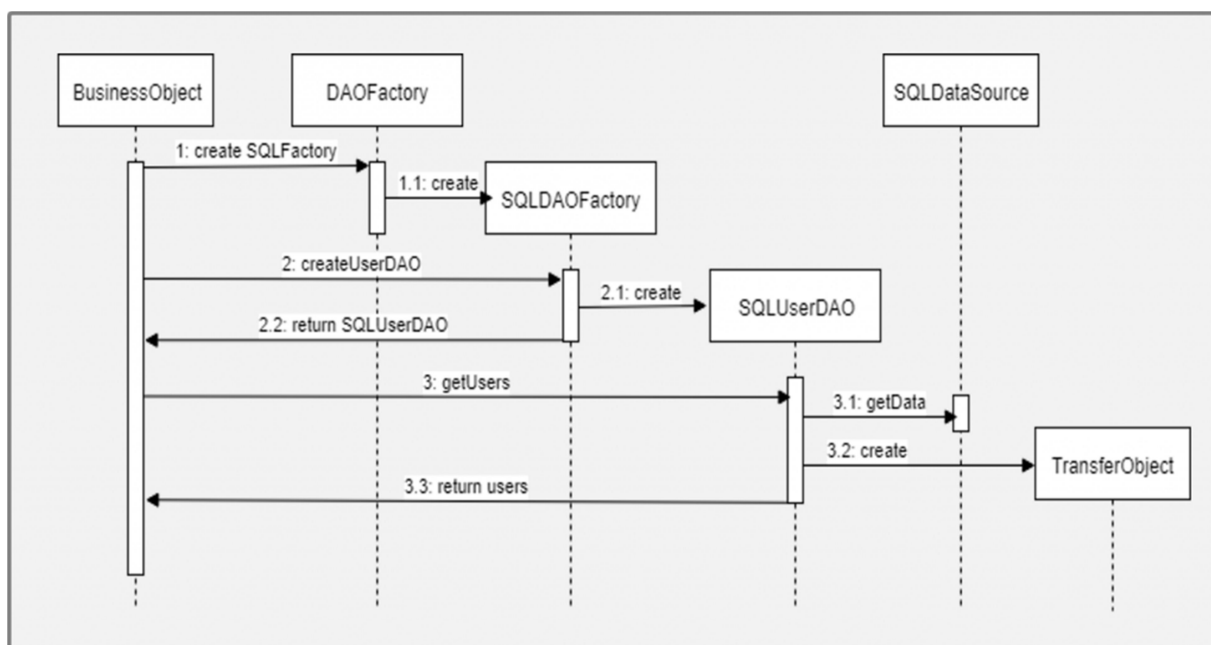 BusinessObject
DAOFactory
SQLDataSource
1: create SQLFactory
1.1: create
SQLDAOFactory
2: createUserDAO
2.1: create
SQLUserDAO
2.2: return SQLUserDAO
3: getUsers
3.1: getData
3.2: create
TransferObject
3.3: return users